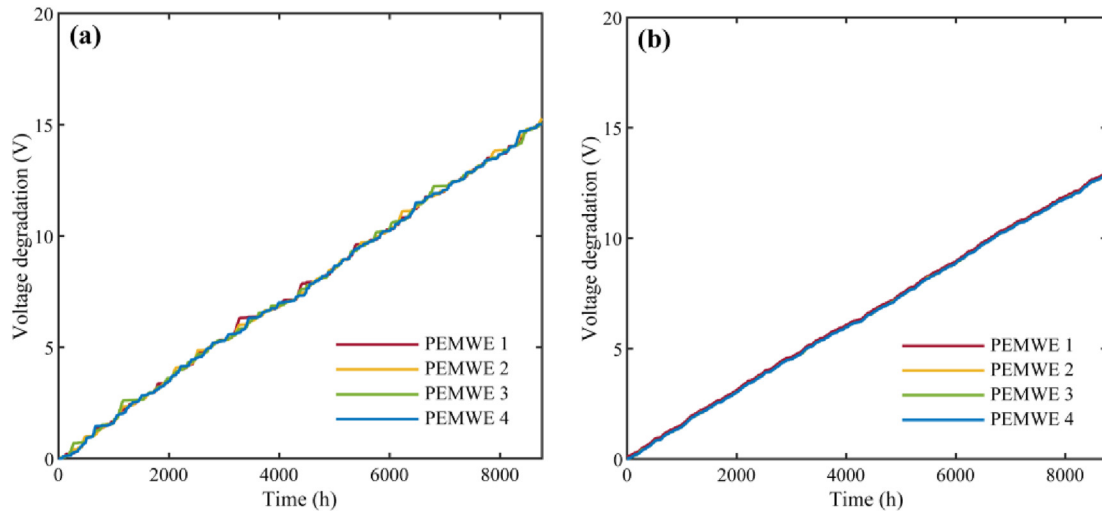 (a)
Voltage degradation (V)
20
15
10
5
0
PEMWE 1
PEMWE 2
PEMWE 3
PEMWE 4
0 2000 4000 6000 8000
Time (h)
(b)
Voltage degradation (V)
20
15
10
5
0
PEMWE 1
PEMWE 2
PEMWE 3
PEMWE 4
0 2000 4000 6000 8000
Time (h)